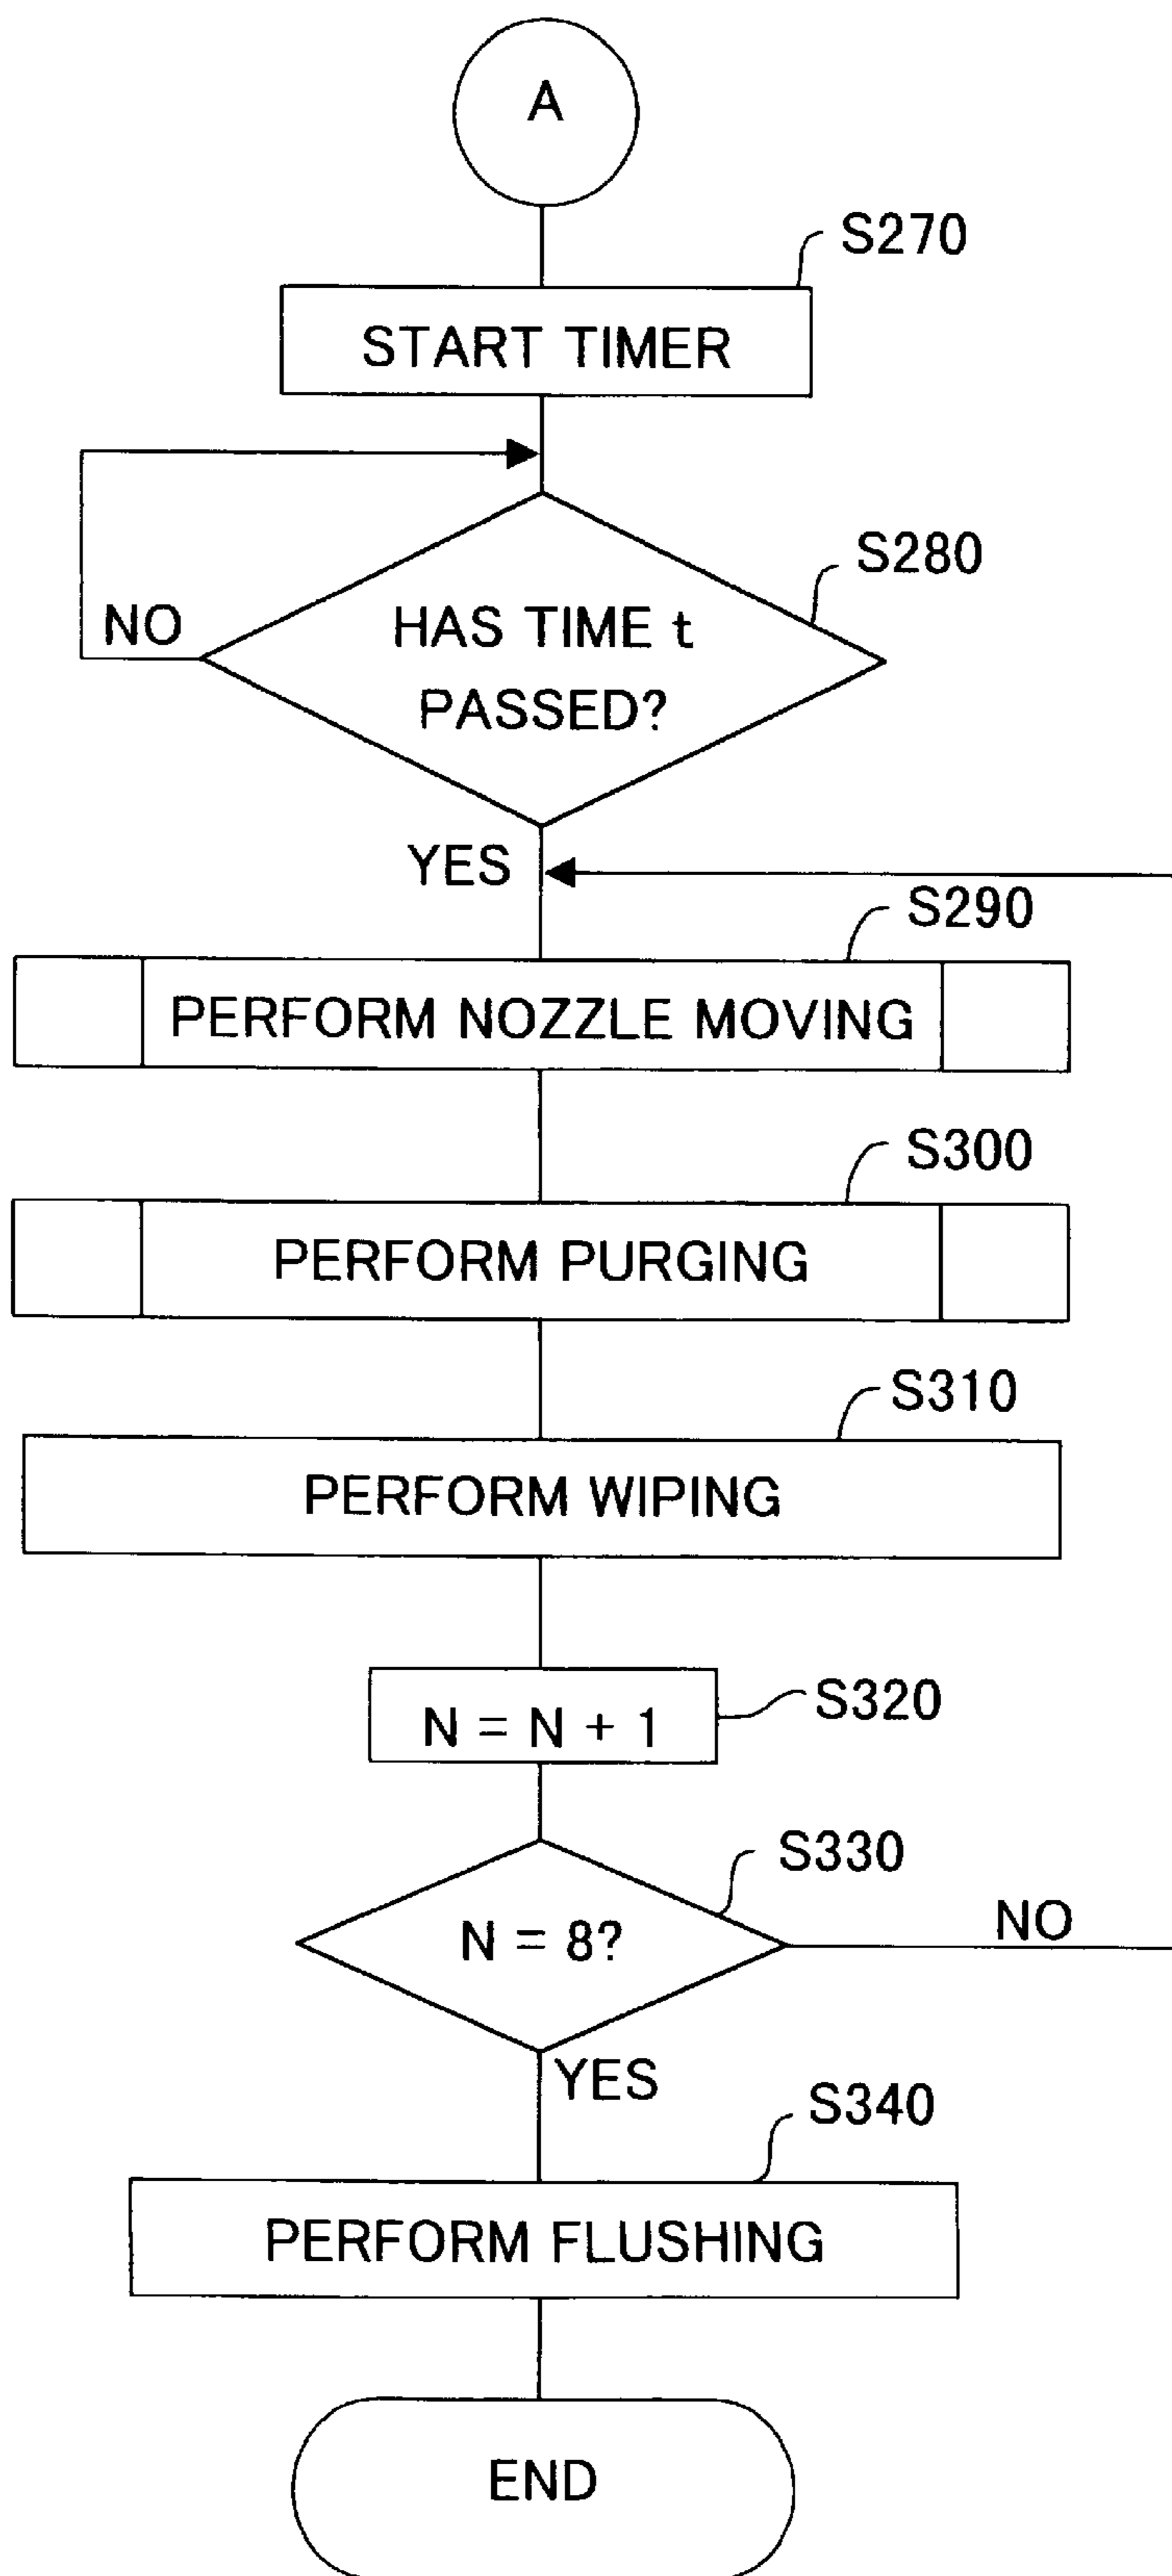 A
S270
START TIMER
S280
NO
HAS TIME t
PASSED?
YES
S290
PERFORM NOZZLE MOVING
S300
PERFORM PURGING
S310
PERFORM WIPING
S320
N = N + 1
S330
N = 8?
NO
YES
S340
PERFORM FLUSHING
END